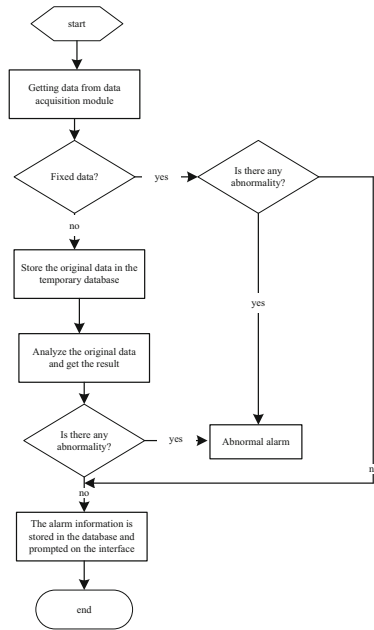 start
Getting data from data
acquisition module
Fixed data?
yes
Is there any
abnormality?
no
Store the original data in the
temporary database
yes
Analyze the original data
and get the result
Is there any
abnormality?
yes
Abnormal alarm
n
no
The alarm information is
stored in the database and
prompted on the interface
end